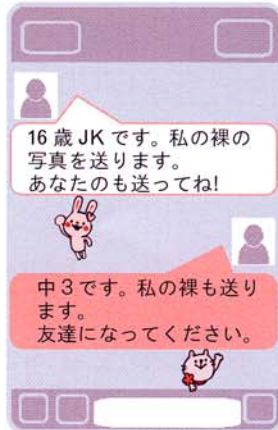 16歳JKです。私の裸の
写真を送ります。
あなたのも送ってね!
中3です。私の裸も送り
ます。
友達になってください。